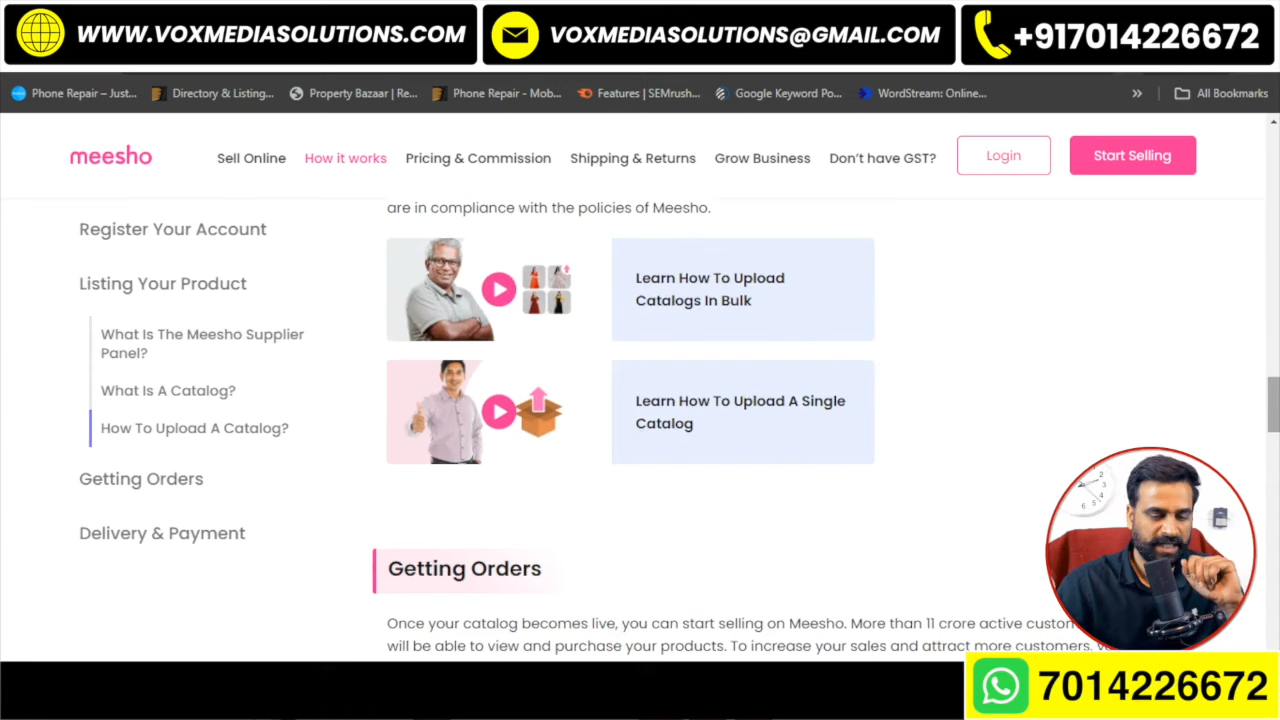 WWW.VOXMEDIASOLUTIONS.COM
VOXMEDIASOLUTIONS@GMAIL.COM
+917014226672
Phone Repair – Just...
Directory & Listing...
Property Bazaar | Re...
Phone Repair - Mob...
Features | SEMrush...
Google Keyword Po...
WordStream: Online...
»
All Bookmarks
meesho
Sell Online
How it works
Pricing & Commission
Shipping & Returns
Grow Business
Don't have GST?
Login
Start Selling
Register Your Account
Listing Your Product
What Is The Meesho Supplier
Panel?
What Is A Catalog?
How To Upload A Catalog?
Getting Orders
Delivery & Payment
are in compliance with the policies of Meesho.
Learn How To Upload
Catalogs In Bulk
Learn How To Upload A Single
Catalog
Getting Orders
Once your catalog becomes live, you can start selling on Meesho. More than 11 crore active
will be able to view and purchase your products. To increase your sales and attract more customers,
7014226672